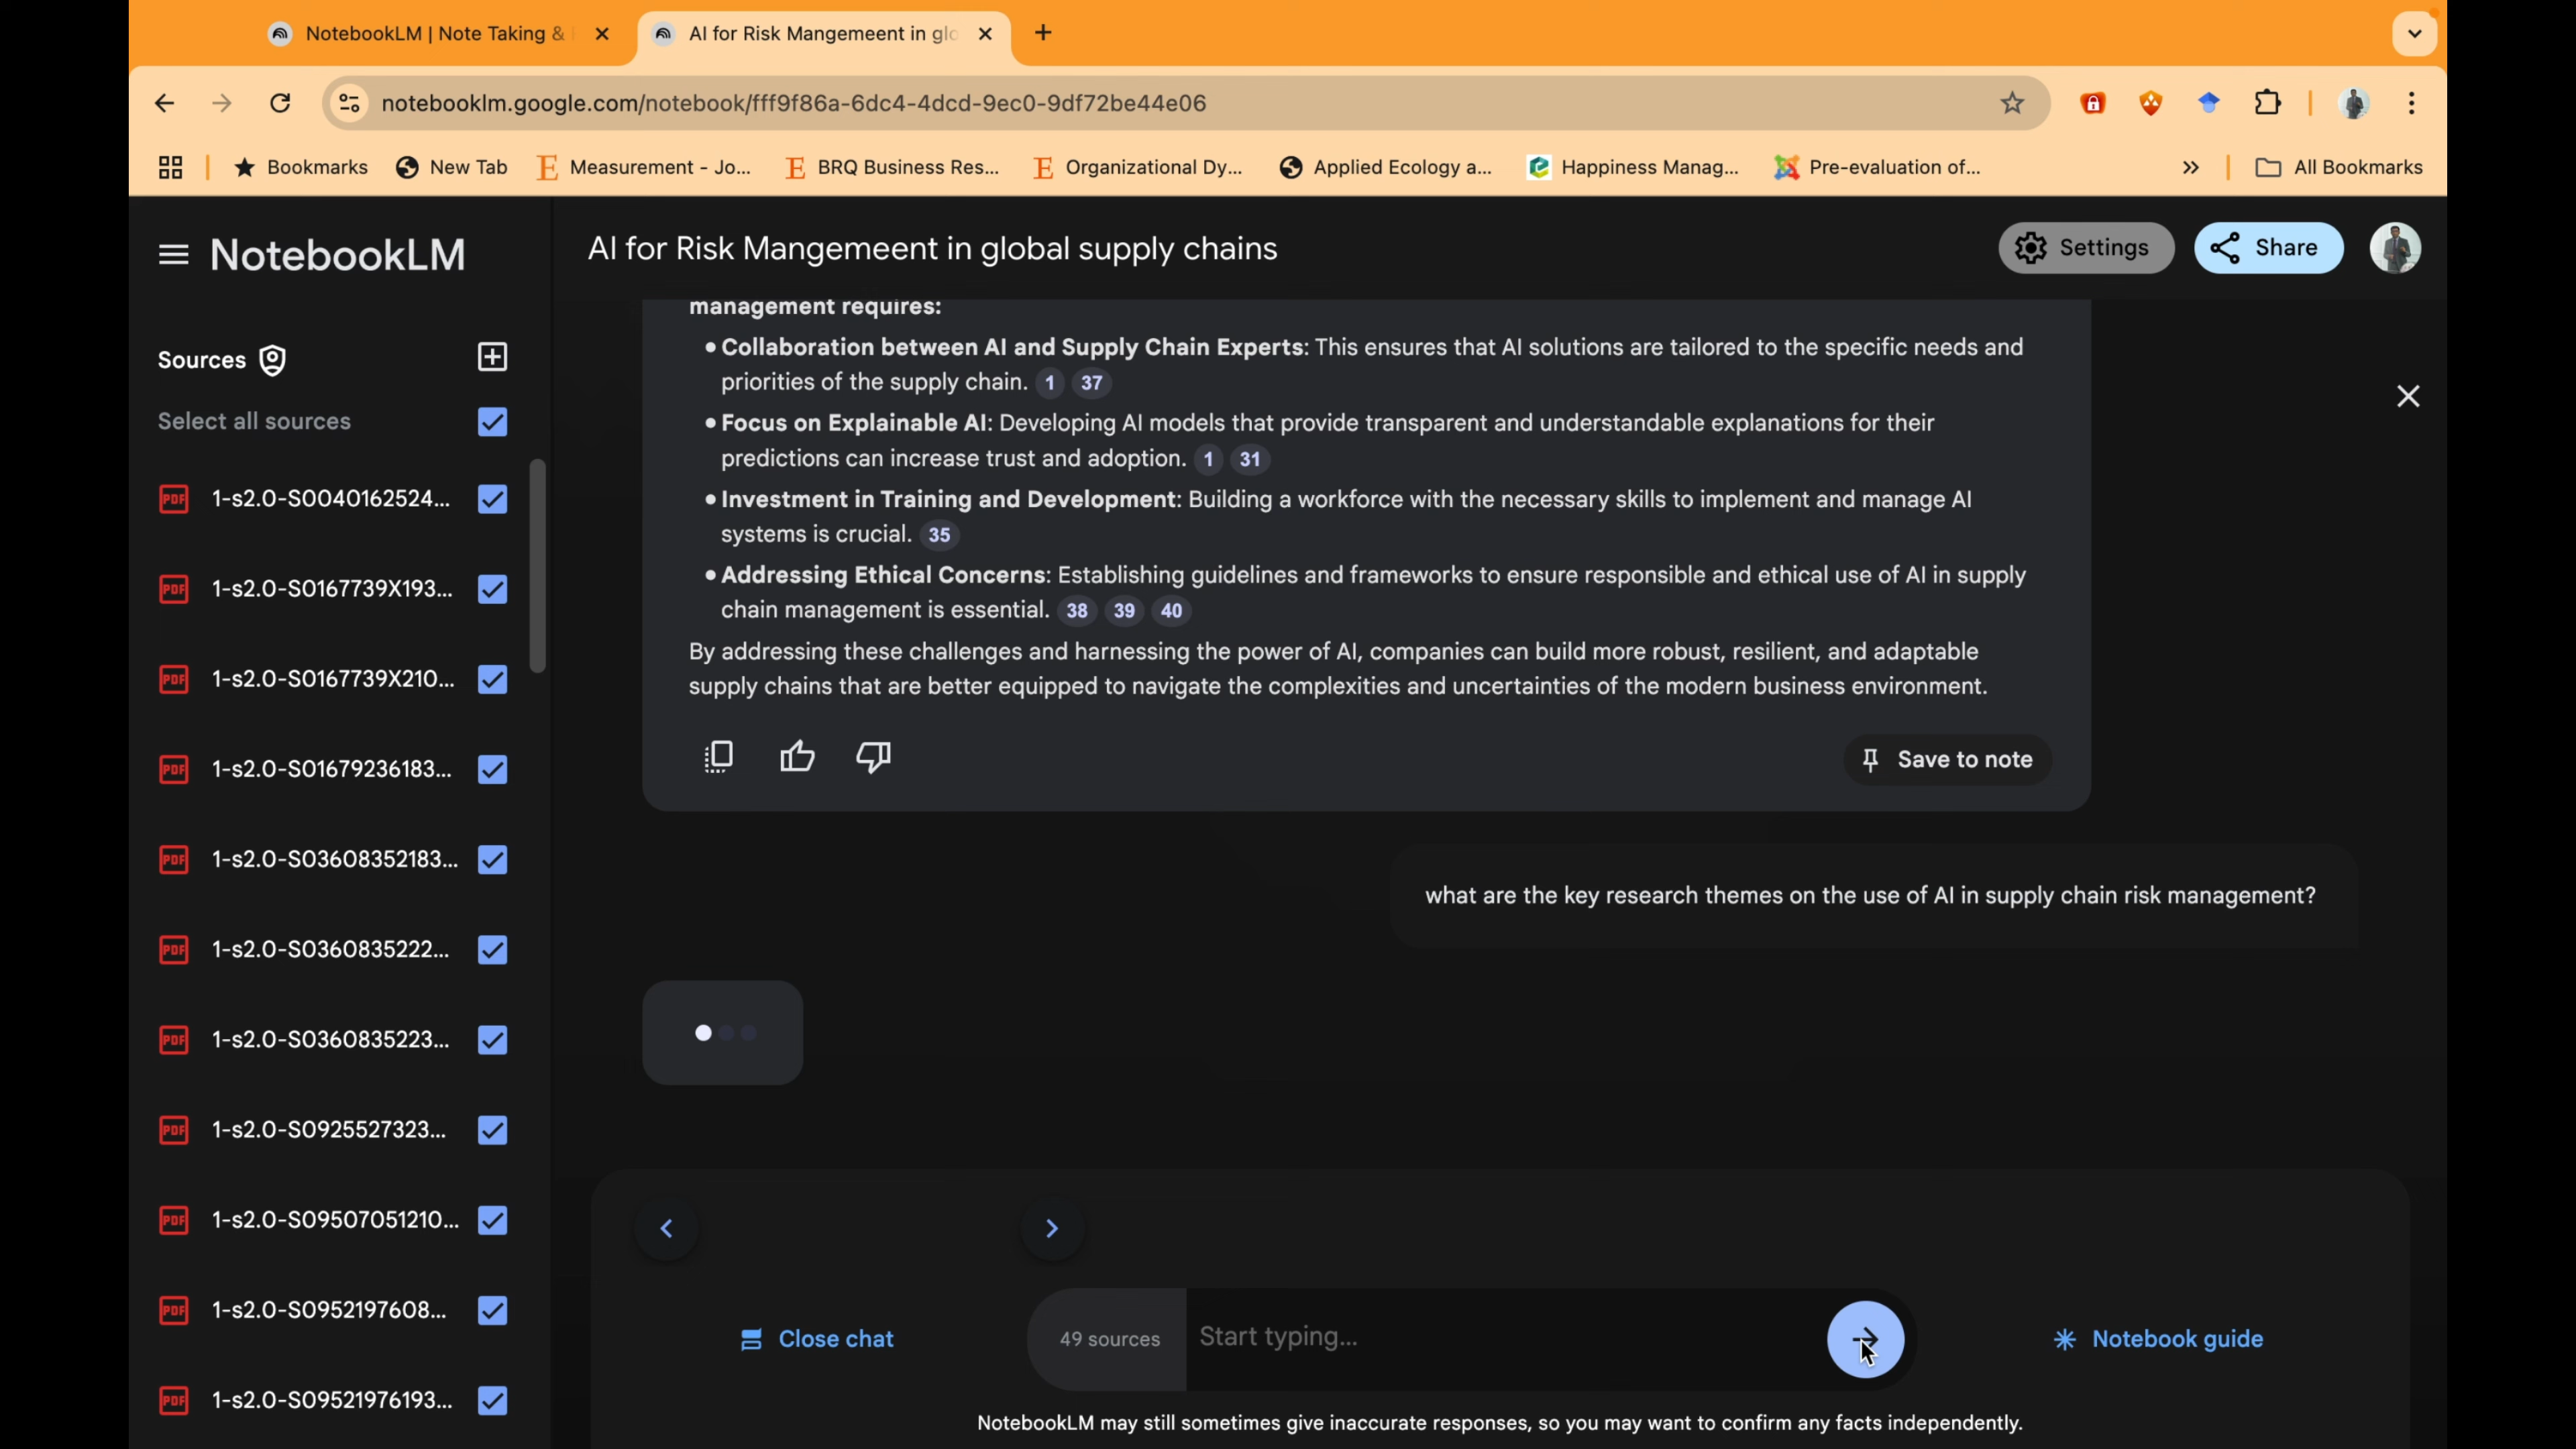 NotebookLM | Note Taking &
AI for Risk Mangemeent in glo
notebooklm.google.com/notebook/fff9f86a-6dc4-4dcd-9ec0-9df72be44e06
Bookmarks
New Tab
Measurement - Jo...
BRQ Business Res...
Organizational Dy...
Applied Ecology a...
Happiness Manag...
Pre-evaluation of...
All Bookmarks
NotebookLM
AI for Risk Mangemeent in global supply chains
Settings
Share
Sources
Select all sources
PDF 1-s2.0-S0040162524...
PDF 1-s2.0-S0167739X193...
PDF 1-s2.0-S0167739X210...
PDF 1-s2.0-S01679236183...
PDF 1-s2.0-S03608352183...
PDF 1-s2.0-S0360835222...
PDF 1-s2.0-S0360835223...
PDF 1-s2.0-S0925527323...
PDF 1-s2.0-S09507051210...
PDF 1-s2.0-S0952197608...
PDF 1-s2.0-S09521976193...
management requires:
• Collaboration between AI and Supply Chain Experts: This ensures that AI solutions are tailored to the specific needs and
priorities of the supply chain. 1 37
• Focus on Explainable AI: Developing AI models that provide transparent and understandable explanations for their
predictions can increase trust and adoption. 1 31
• Investment in Training and Development: Building a workforce with the necessary skills to implement and manage AI
systems is crucial. 35
• Addressing Ethical Concerns: Establishing guidelines and frameworks to ensure responsible and ethical use of AI in supply
chain management is essential. 38 39 40
By addressing these challenges and harnessing the power of AI, companies can build more robust, resilient, and adaptable
supply chains that are better equipped to navigate the complexities and uncertainties of the modern business environment.
Save to note
what are the key research themes on the use of AI in supply chain risk management?
Close chat
49 sources
Start typing...
Notebook guide
NotebookLM may still sometimes give inaccurate responses, so you may want to confirm any facts independently.